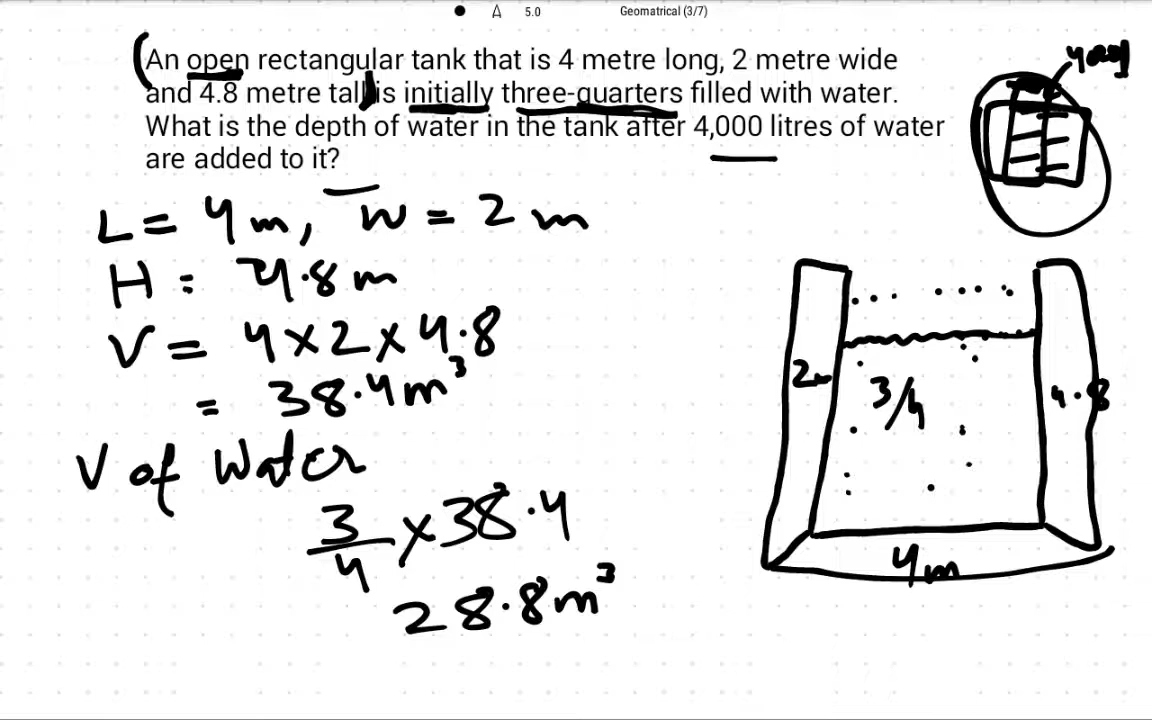 A 5.0 Geomatrical (3/7)
An open rectangular tank that is 4 metre long, 2 metre wide
and 4.8 metre tall is initially three-quarters filled with water.
What is the depth of water in the tank after 4,000 litres of water
are added to it?
L = 4 m, W = 2 m
H = 4.8 m
V = 4 × 2 × 4.8
= 38.4 m³
V of Water
3/4 × 38.4
28.8 m³
2m
3/4
4.8
4m